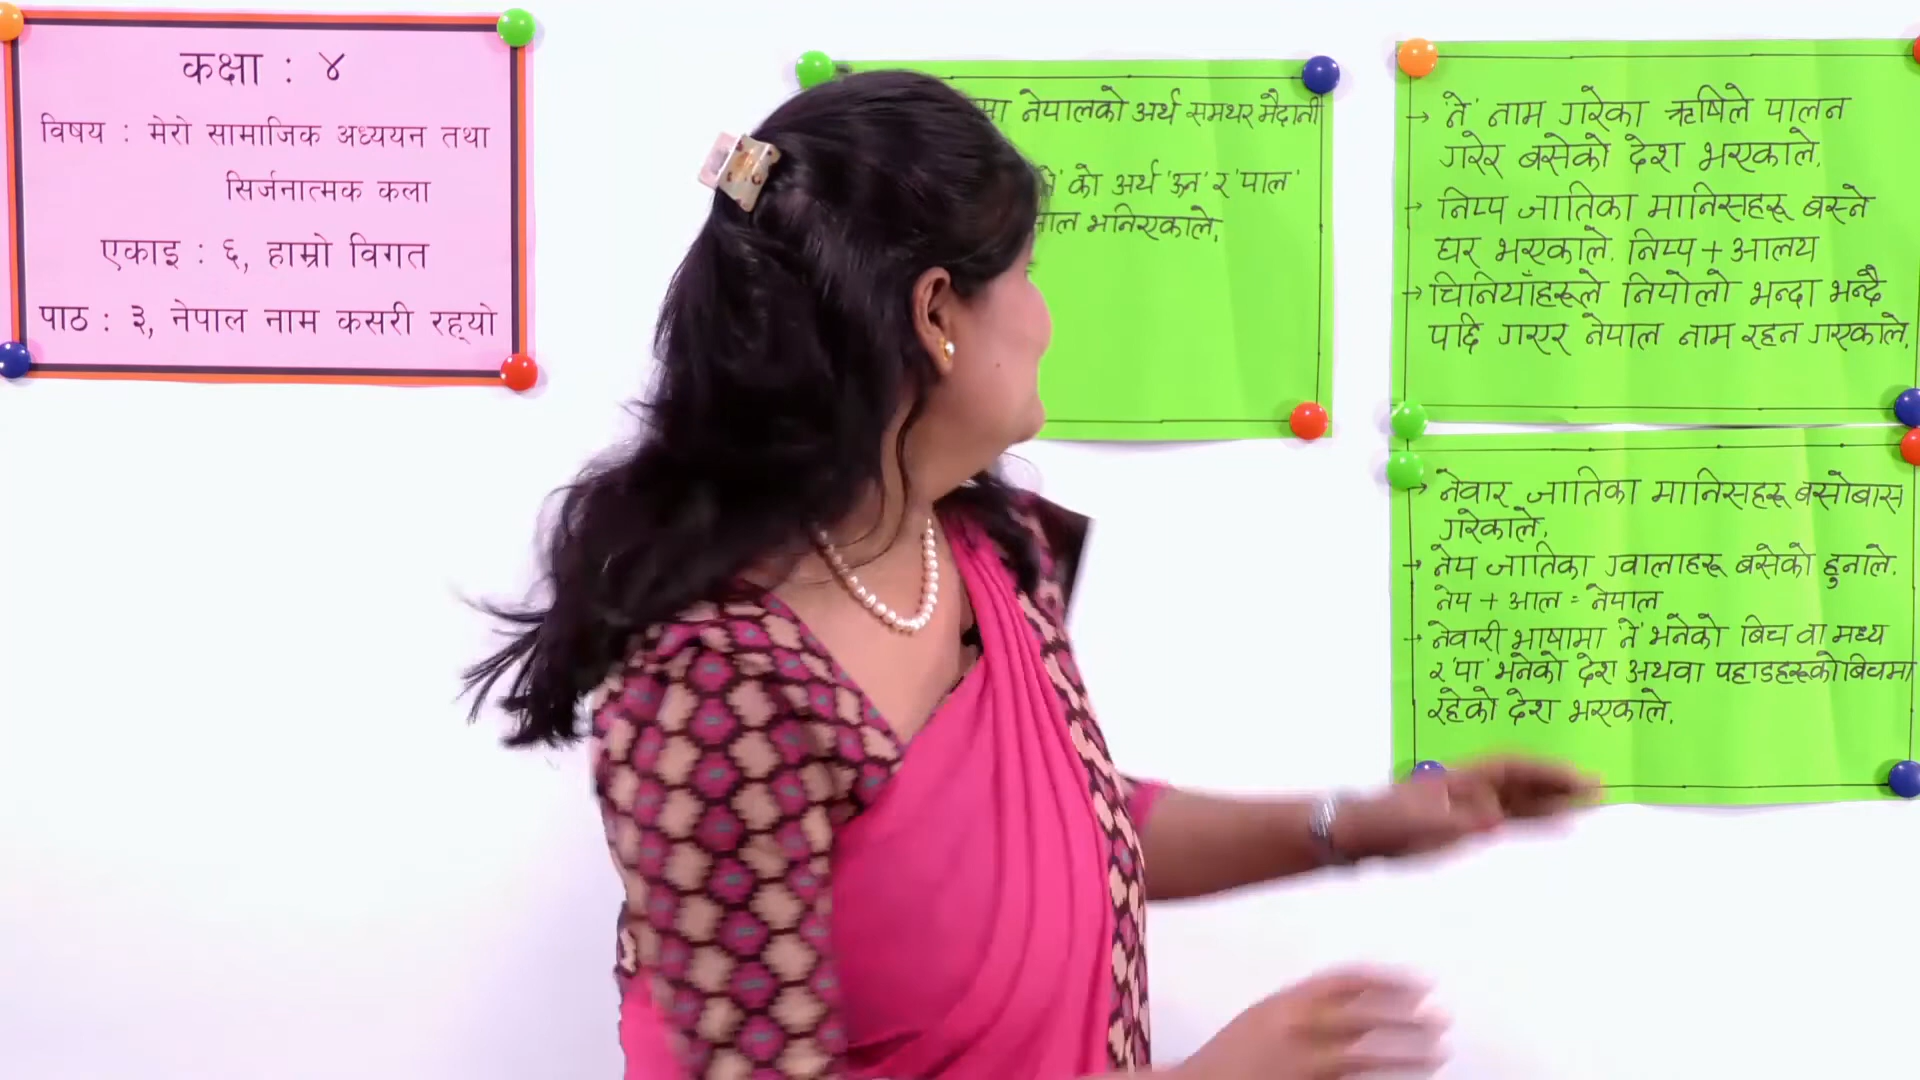 कक्षा : ४
विषय : मेरो सामाजिक अध्ययन तथा
सिर्जनात्मक कला
एकाइ : ६, हाम्रो विगत
पाठ : ३, नेपाल नाम कसरी रह्यो
नेपालको अर्थ समथर मैदानी
को अर्थ 'ऊन' र 'पाल'
भनिएकाले.
→ 'ने' नाम गरेका ऋषिले पालन
गरेर बसेको देश भएकाले.
→ निप्प जातिका मानिसहरू बस्ने
घर भएकाले. निप्प + आलय
→ चिनियाँहरूले निपोलो भन्दा भन्दै
पछि गएर नेपाल नाम रहन गएकाले.
→ नेवार जातिका मानिसहरू बसोबास
गरेकाले.
→ नेप जातिका ग्वालाहरू बसेको हुनाले.
नेप + आल = नेपाल
→ नेवारी भाषामा 'ने' भनेको बिच वा मध्य
र 'पा' भनेको देश अथवा पहाडहरूको बिचमा
रहेको देश भएकाले.